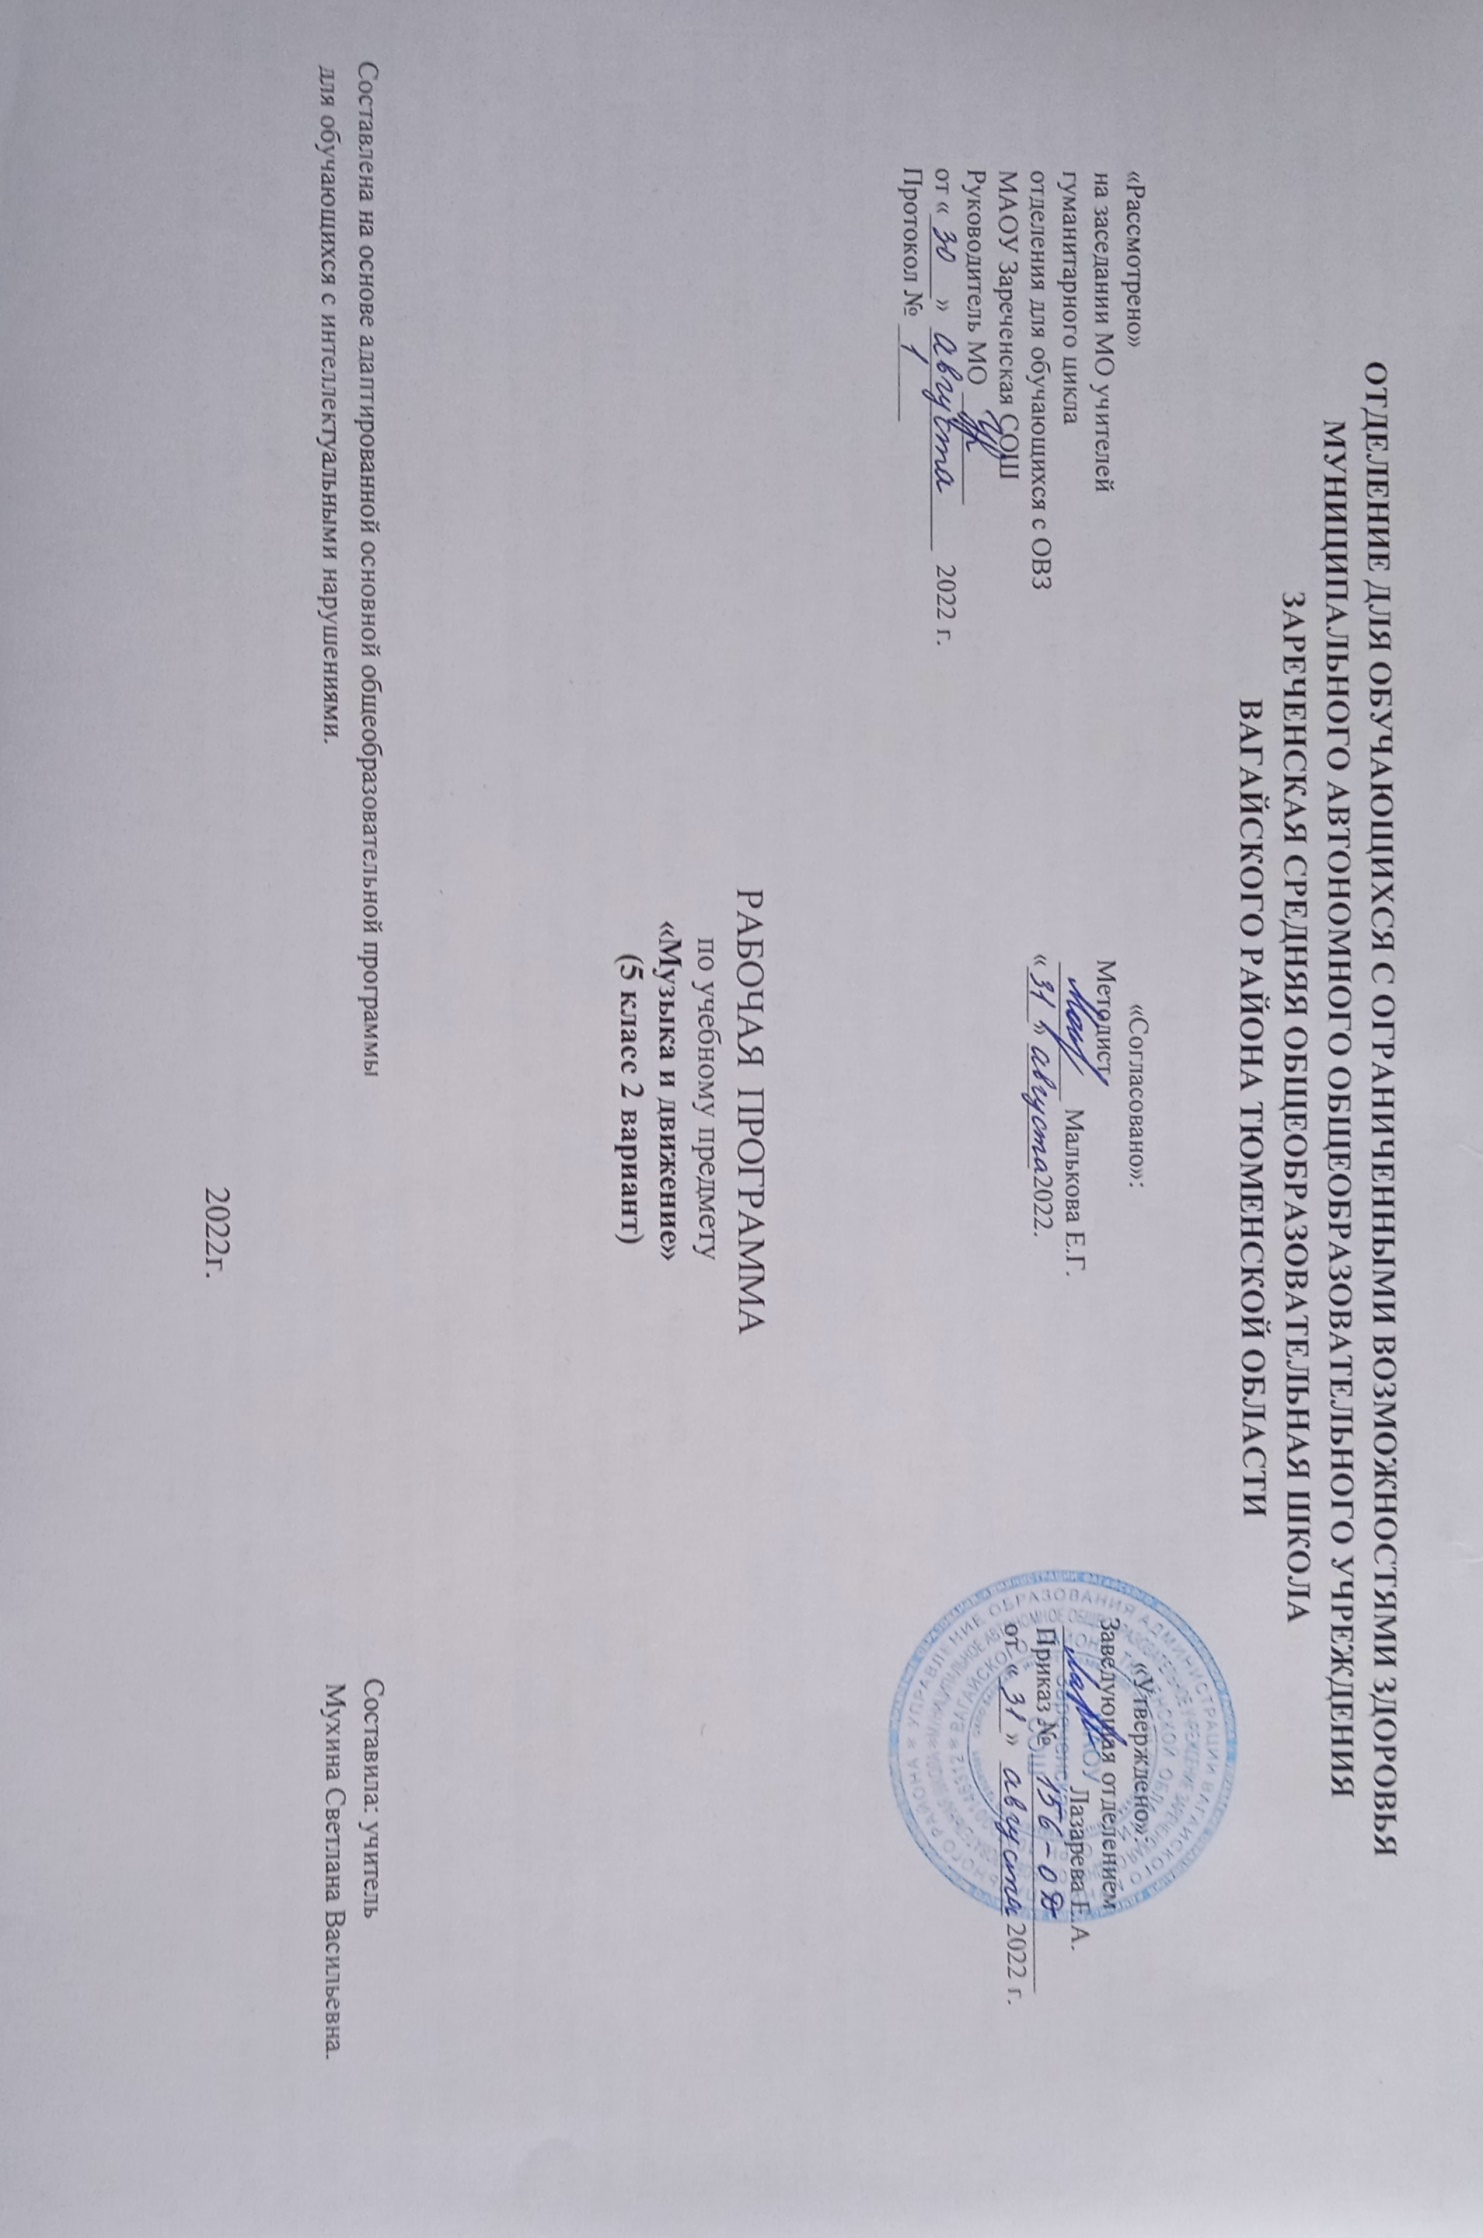 ОТДЕЛЕНИЕ ДЛЯ ОБУЧАЮЩИХСЯ С ОГРАНИЧЕННЫМИ ВОЗМОЖНОСТЯМИ ЗДОРОВЬЯ
МУНИЦИПАЛЬНОГО АВТОНОМНОГО ОБЩЕОБРАЗОВАТЕЛЬНОГО УЧРЕЖДЕНИЯ
ЗАРЕЧЕНСКАЯ СРЕДНЯЯ ОБЩЕОБРАЗОВАТЕЛЬНАЯ ШКОЛА
ВАГАЙСКОГО РАЙОНА ТЮМЕНСКОЙ ОБЛАСТИ
«Рассмотрено»
на заседании МО учителей
гуманитарного цикла
отделения для обучающихся с ОВЗ
МАОУ Зареченская СОШ
Руководитель МО
от « 30 » августа 2022 г.
Протокол № 1
«Согласовано»:
Методист
Малькова Е.Г.
« 31 » августа 2022.
«Утверждено»:
Заведующая отделением
Лазарева Е.А.
Приказ № 156-ОД
от « 31 » августа 2022 г.
РАБОЧАЯ ПРОГРАММА
по учебному предмету
«Музыка и движение»
(5 класс 2 вариант)
Составлена на основе адаптированной основной общеобразовательной программы
для обучающихся с интеллектуальными нарушениями.
Составила: учитель
Мухина Светлана Васильевна.
2022г.